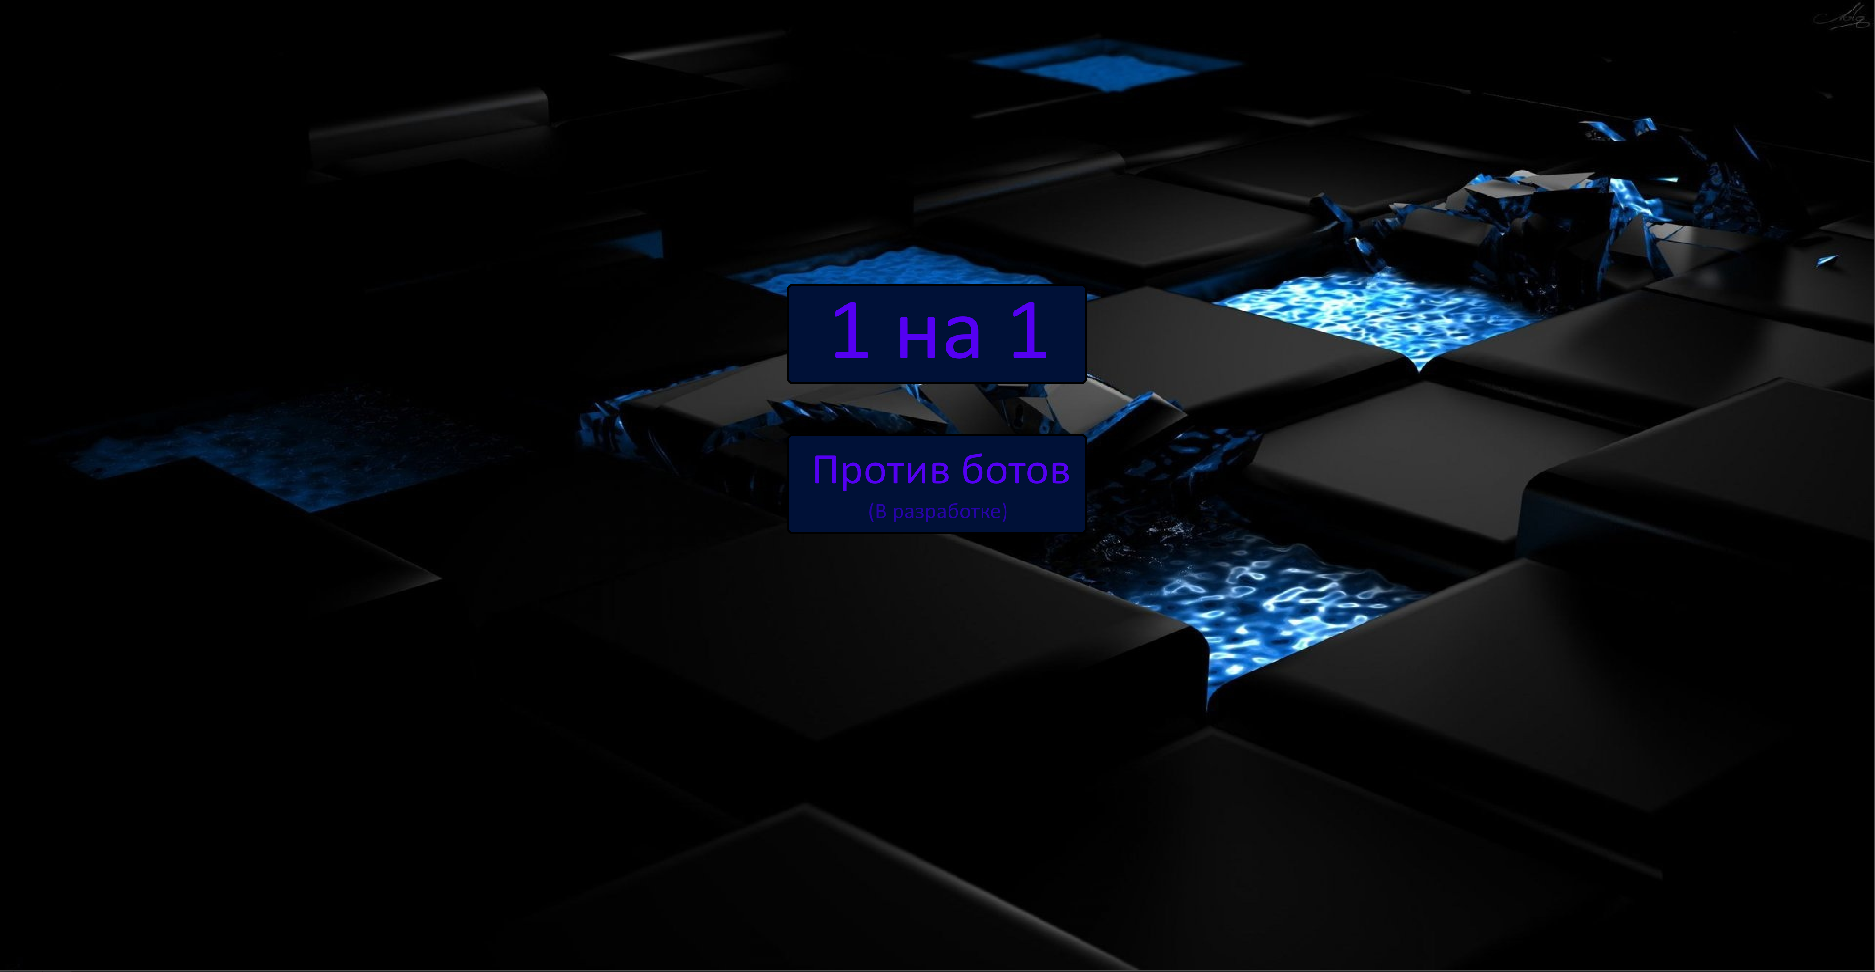 1 на 1
Против ботов
(В разработке)